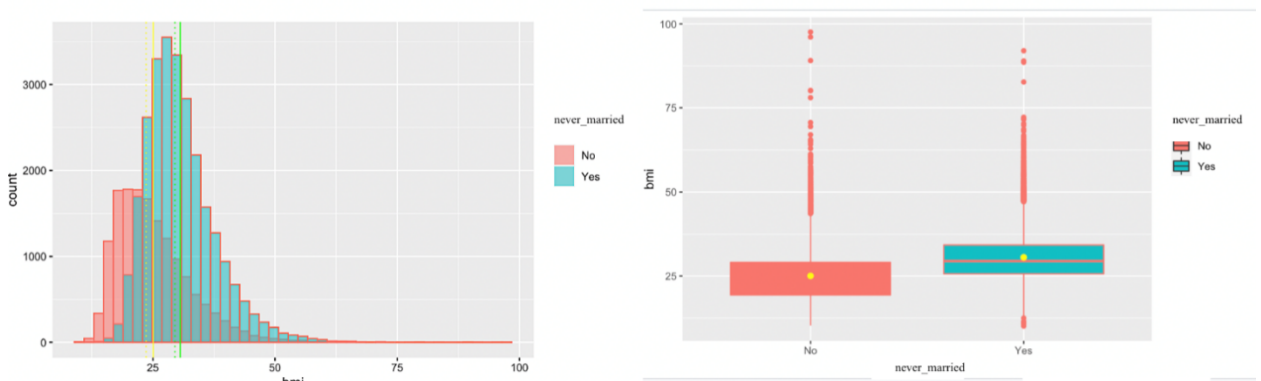 3000
2000
1000
0
count
25
50
75
100
bmi
never_married
No
Yes
100
75
50
25
bmi
No
Yes
never_married
never_married
No
Yes